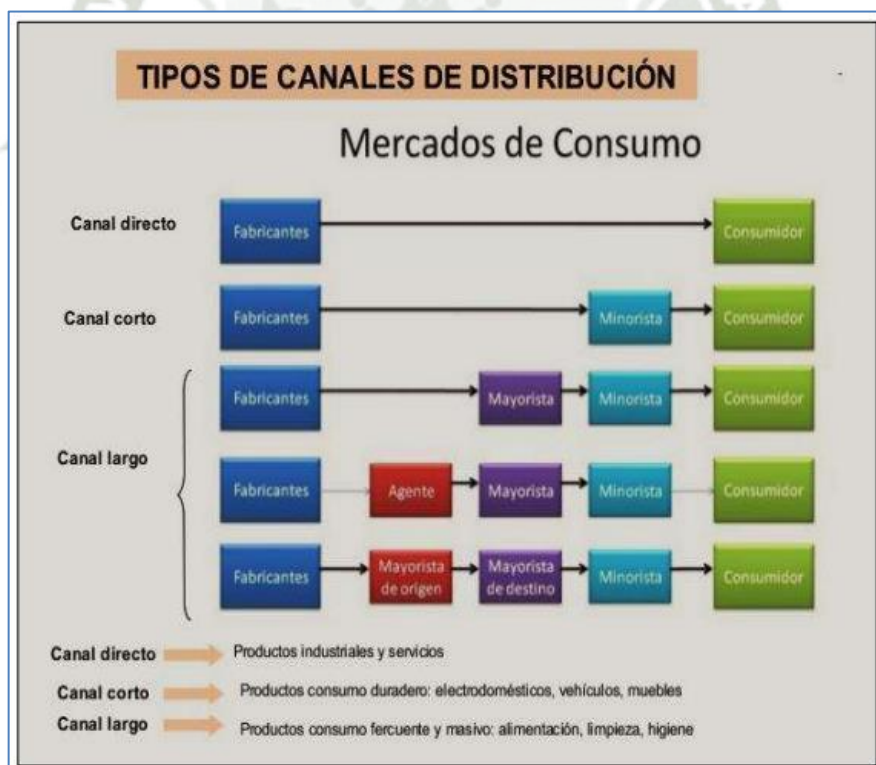 TIPOS DE CANALES DE DISTRIBUCIÓN
Mercados de Consumo
Canal directo
Fabricantes
Consumidor
Canal corto
Fabricantes
Minorista
Consumidor
Canal largo
Fabricantes
Mayorista
Minorista
Consumidor
Fabricantes
Agente
Mayorista
Minorista
Consumidor
Fabricantes
Mayorista
de origen
Mayorista
de destino
Minorista
Consumidor
Canal directo Productos industriales y servicios
Canal corto Productos consumo duradero: electrodomésticos, vehículos, muebles
Canal largo Productos consumo fercuente y masivo: alimentación, limpieza, higiene